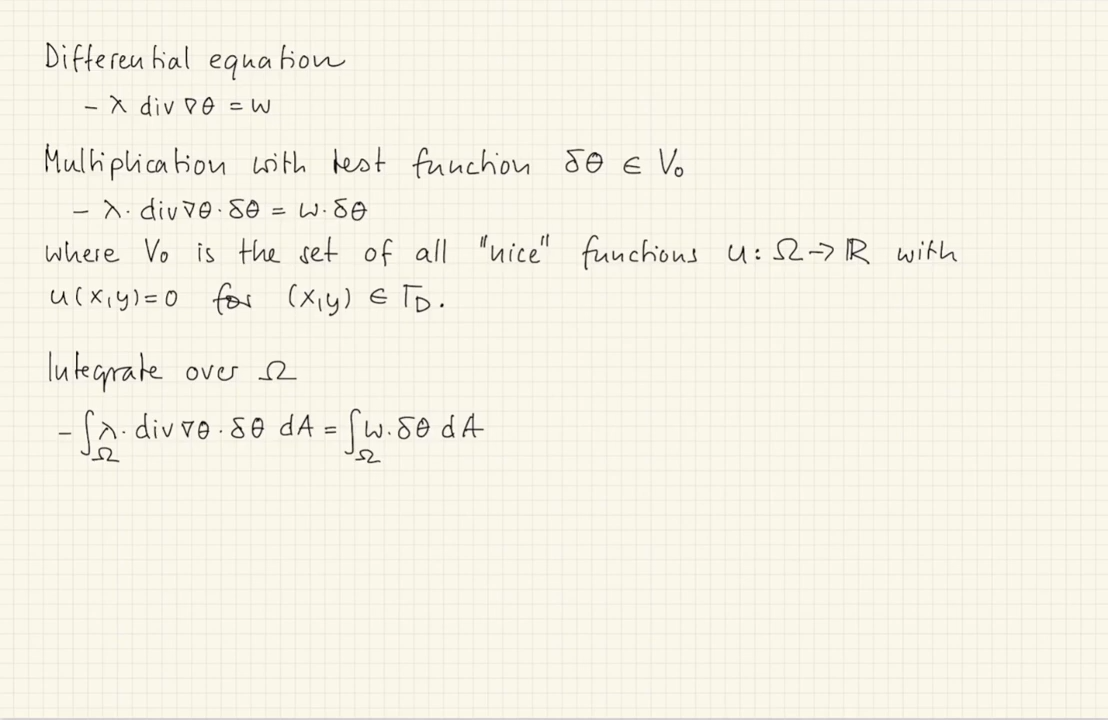 Differential equation
- λ div ∇θ = w
Multiplication with test function δθ ∈ V₀
- λ · div ∇θ · δθ = w · δθ
where V₀ is the set of all "nice" functions u: Ω → ℝ with
u(x,y)=0 for (x,y) ∈ Γ_D.
Integrate over Ω
- ∫_Ω λ · div ∇θ · δθ dA = ∫_Ω w · δθ dA